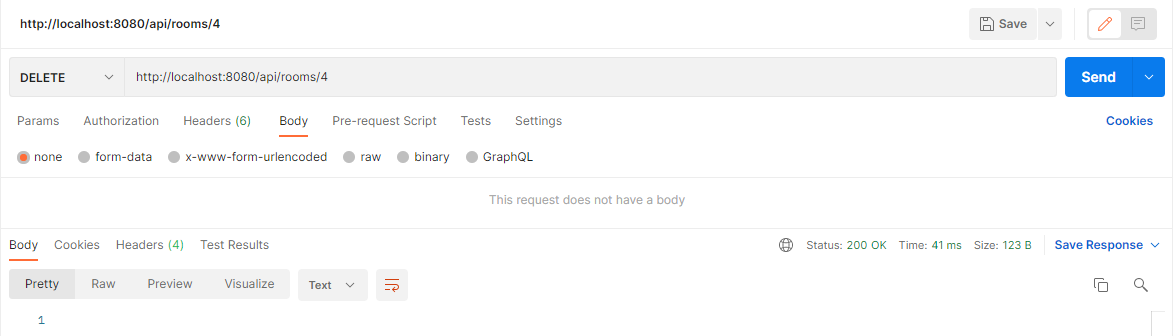 http://localhost:8080/api/rooms/4 Save
DELETE http://localhost:8080/api/rooms/4 Send
Params Authorization Headers (6) Body Pre-request Script Tests Settings Cookies
none form-data x-www-form-urlencoded raw binary GraphQL
This request does not have a body
Body Cookies Headers (4) Test Results Status: 200 OK Time: 41 ms Size: 123 B Save Response
Pretty Raw Preview Visualize Text
1